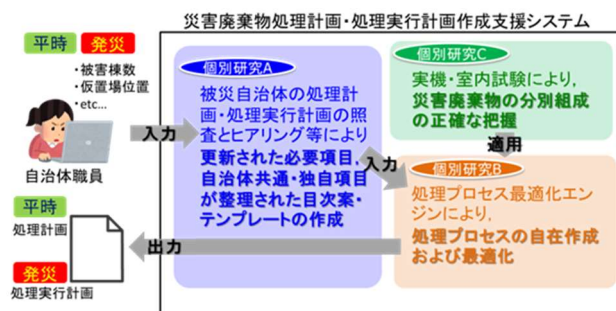 災害廃棄物処理計画・処理実行計画作成支援システム
平時
発災
・被害棟数
・仮置場位置
・etc…
自治体職員
入力
個別研究A
被災自治体の処理計
画・処理実行計画の照
査とヒアリング等により
更新された必要項目，
自治体共通・独自項目
が整理された目次案・
テンプレートの作成
入力
個別研究C
実機・室内試験により，
災害廃棄物の分別組成
の正確な把握
適用
個別研究B
処理プロセス最適化エン
ジンにより，
処理プロセスの自在作成
および最適化
出力
平時
処理計画
発災
処理実行計画